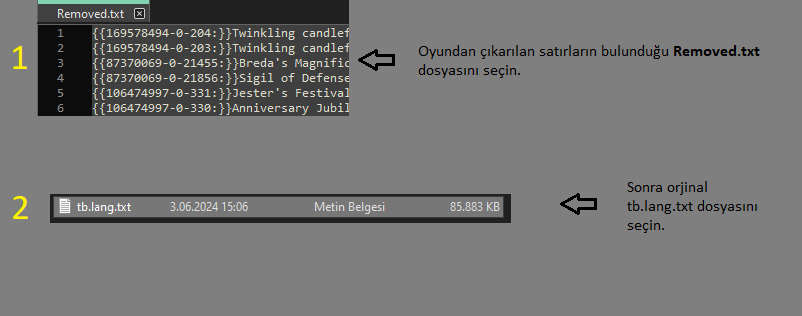 Removed.txt
1
1 {{169578494-0-204:}}Twinkling candlef
2 {{169578494-0-203:}}Twinkling candlef
3 {{87370069-0-21455:}}Breda's Magnific
4 {{87370069-0-21856:}}Sigil of Defense
5 {{106474997-0-331:}}Jester's Festival
6 {{106474997-0-330:}}Anniversary Jubil
Oyundan çıkarılan satırların bulunduğu Removed.txt
dosyasını seçin.
2
tb.lang.txt 3.06.2024 15:06 Metin Belgesi 85.883 KB
Sonra orjinal
tb.lang.txt dosyasını
seçin.